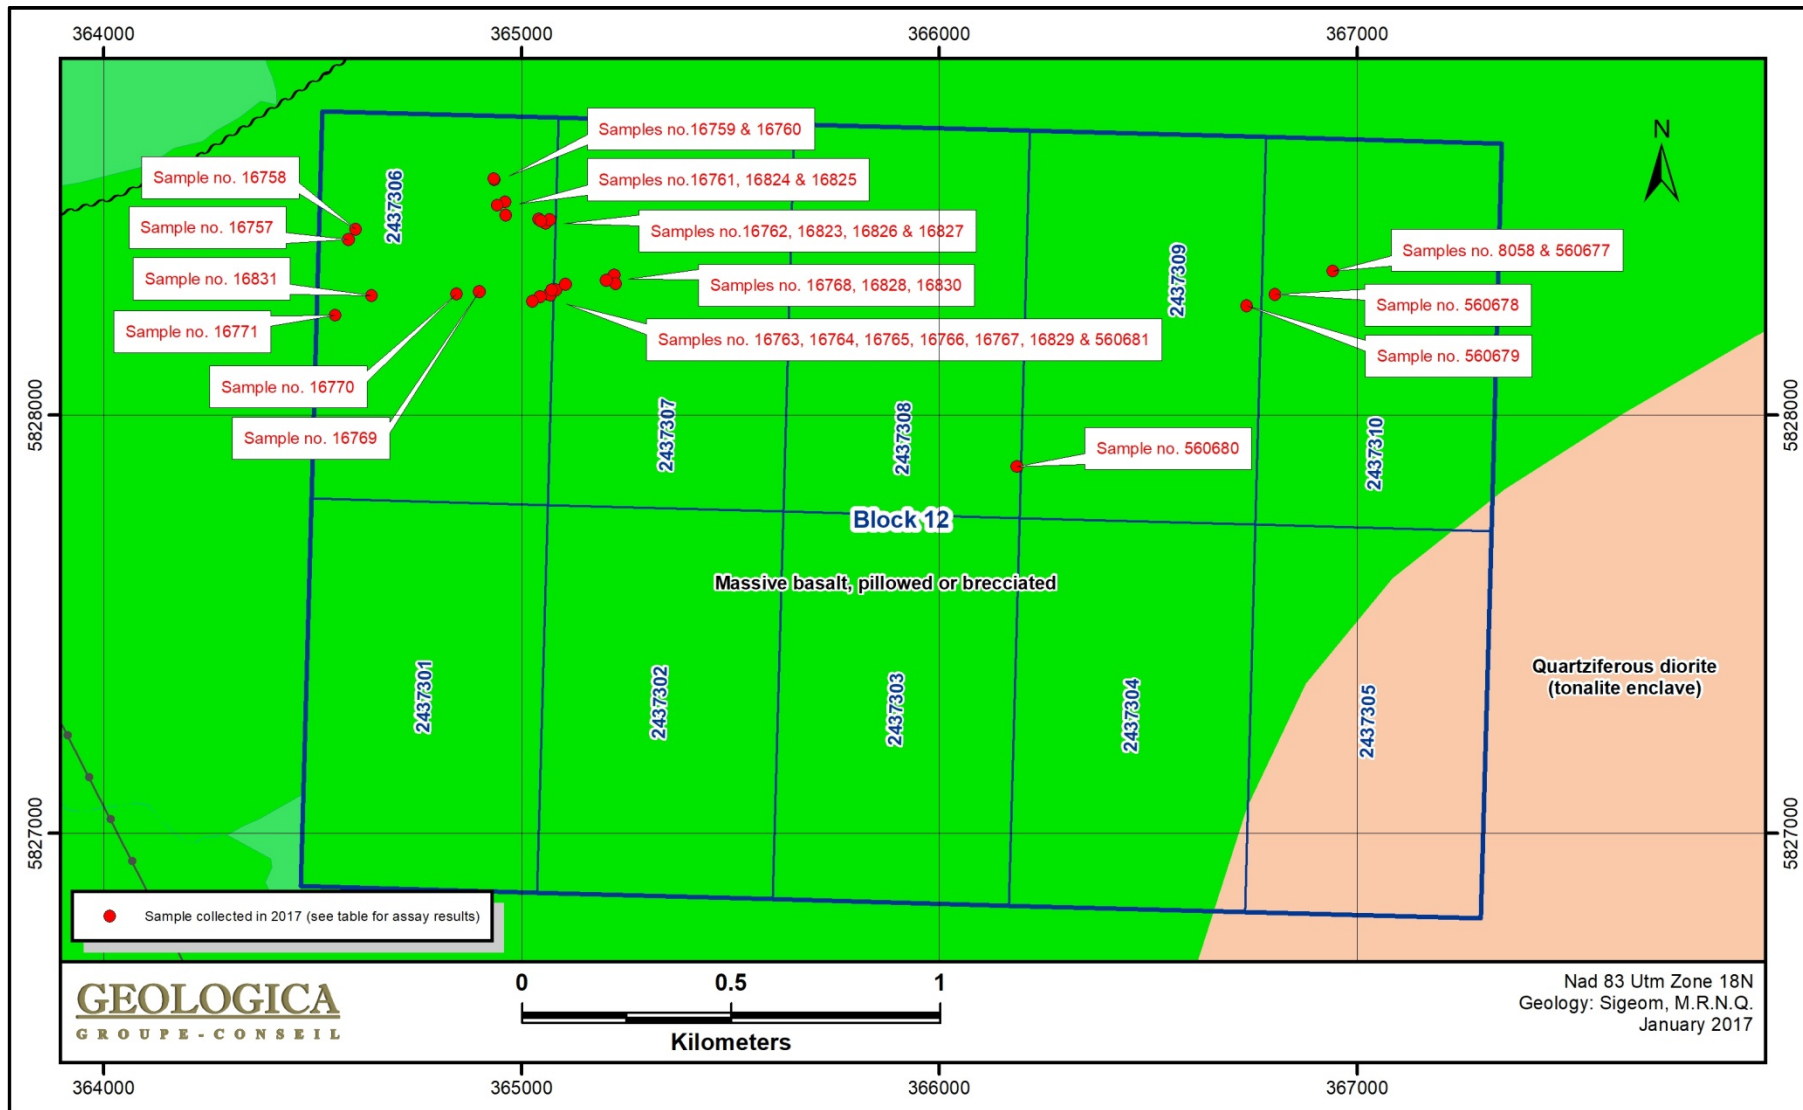 364000
365000
366000
367000
N
Samples no.16759 & 16760
Sample no. 16758
Samples no.16761, 16824 & 16825
2437306
Sample no. 16757
Samples no.16762, 16823, 16826 & 16827
Samples no. 8058 & 560677
2437309
Sample no. 16831
Samples no. 16768, 16828, 16830
Sample no. 560678
Sample no. 16771
Samples no. 16763, 16764, 16765, 16766, 16767, 16829 & 560681
Sample no. 560679
Sample no. 16770
5828000
5828000
Sample no. 16769
2437307
2437308
Sample no. 560680
2437310
Block 12
Massive basalt, pillowed or brecciated
Quartziferous diorite
(tonalite enclave)
2437301
2437302
2437303
2437304
2437305
5827000
5827000
Sample collected in 2017 (see table for assay results)
GEOLOGICA
GROUPE-CONSEIL
0
0.5
1
Kilometers
Nad 83 Utm Zone 18N
Geology: Sigeom, M.R.N.Q.
January 2017
364000
365000
366000
367000